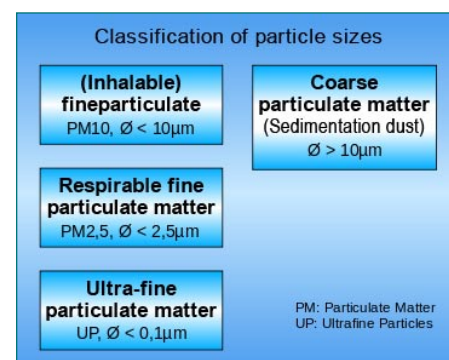 Classification of particle sizes
(Inhalable)
fineparticulate
PM10, Ø < 10µm
Coarse
particulate matter
(Sedimentation dust)
Ø > 10µm
Respirable fine
particulate matter
PM2,5, Ø < 2,5µm
Ultra-fine
particulate matter
UP, Ø < 0,1µm
PM: Particulate Matter
UP: Ultrafine Particles